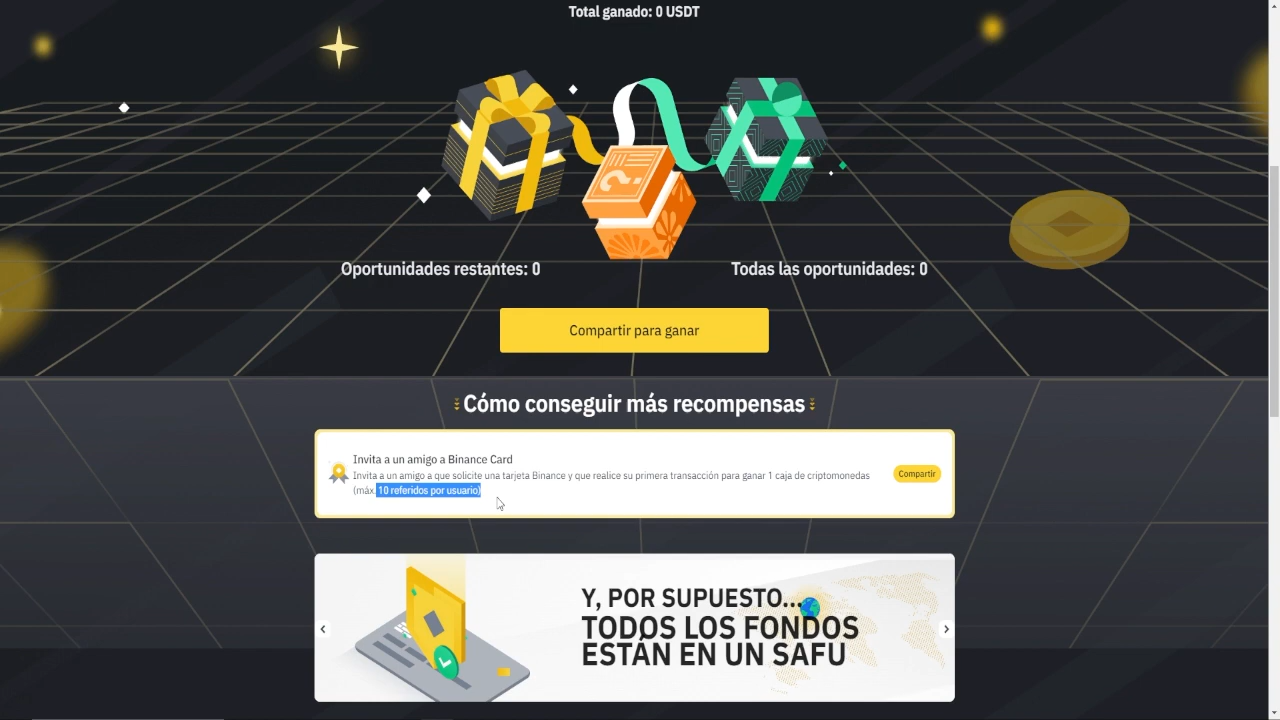 Total ganado: 0 USDT
Oportunidades restantes: 0
Todas las oportunidades: 0
Compartir para ganar
Cómo conseguir más recompensas
Invita a un amigo a Binance Card
Invita a un amigo a que solicite una tarjeta Binance y que realice su primera transacción para ganar 1 caja de criptomonedas
(máx. 10 referidos por usuario)
Compartir
Y, POR SUPUESTO...
TODOS LOS FONDOS
ESTÁN EN UN SAFU